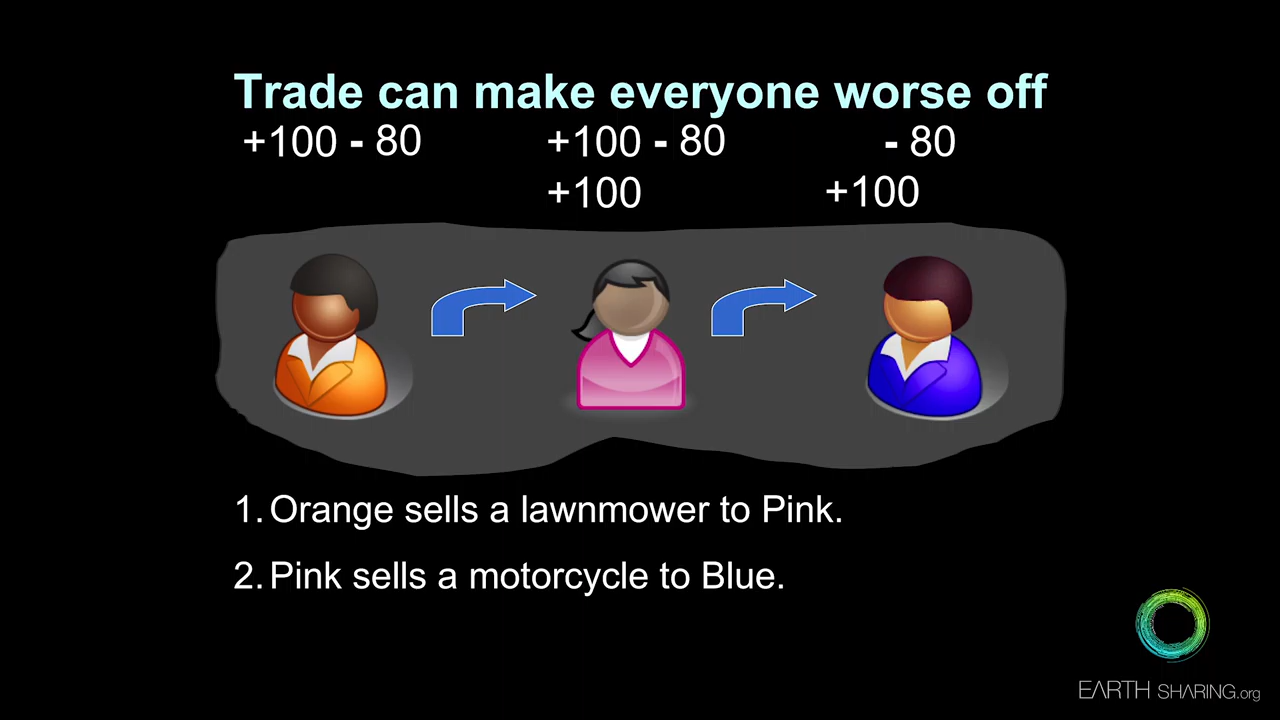 Trade can make everyone worse off
+100 - 80 +100 - 80 - 80
+100 +100
1. Orange sells a lawnmower to Pink.
2. Pink sells a motorcycle to Blue.
EARTH SHARING.org